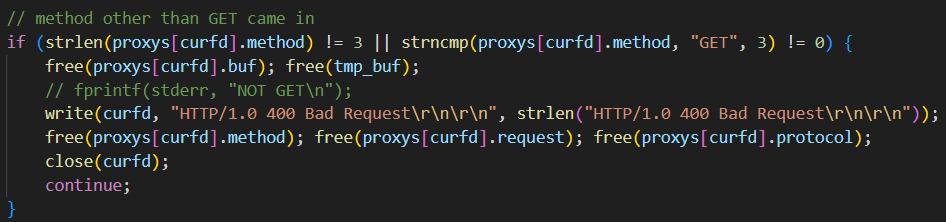 // method other than GET came in
if (strlen(proxys[curfd].method) != 3 || strncmp(proxys[curfd].method, "GET", 3) != 0) {
    free(proxys[curfd].buf); free(tmp_buf);
    // fprintf(stderr, "NOT GET\n");
    write(curfd, "HTTP/1.0 400 Bad Request\r\n\r\n", strlen("HTTP/1.0 400 Bad Request\r\n\r\n"));
    free(proxys[curfd].method); free(proxys[curfd].request); free(proxys[curfd].protocol);
    close(curfd);
    continue;
}